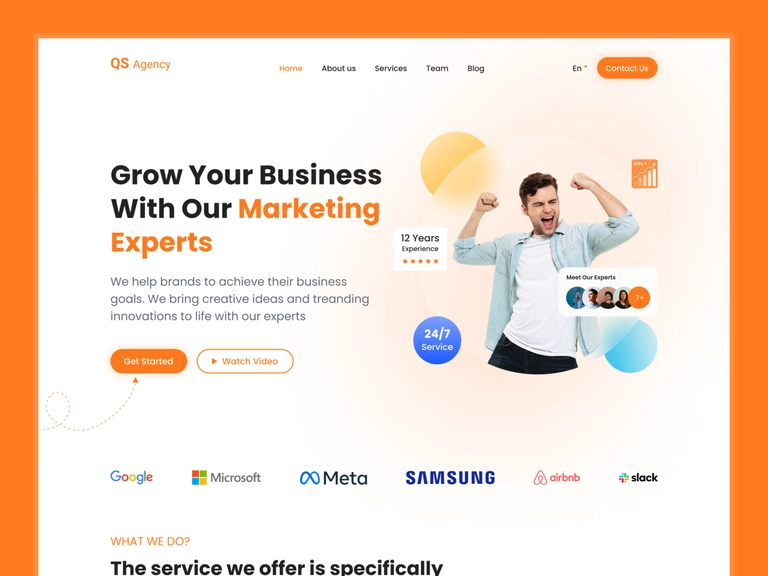 QS Agency
Home About us Services Team Blog
En
Contact Us
Grow Your Business
With Our Marketing
Experts
We help brands to achieve their business
goals. We bring creative ideas and treanding
innovations to life with our experts
Get Started
Watch Video
12 Years
Experience
Meet Our Experts
7+
24/7
Service
Google Microsoft Meta SAMSUNG airbnb slack
WHAT WE DO?
The service we offer is specifically